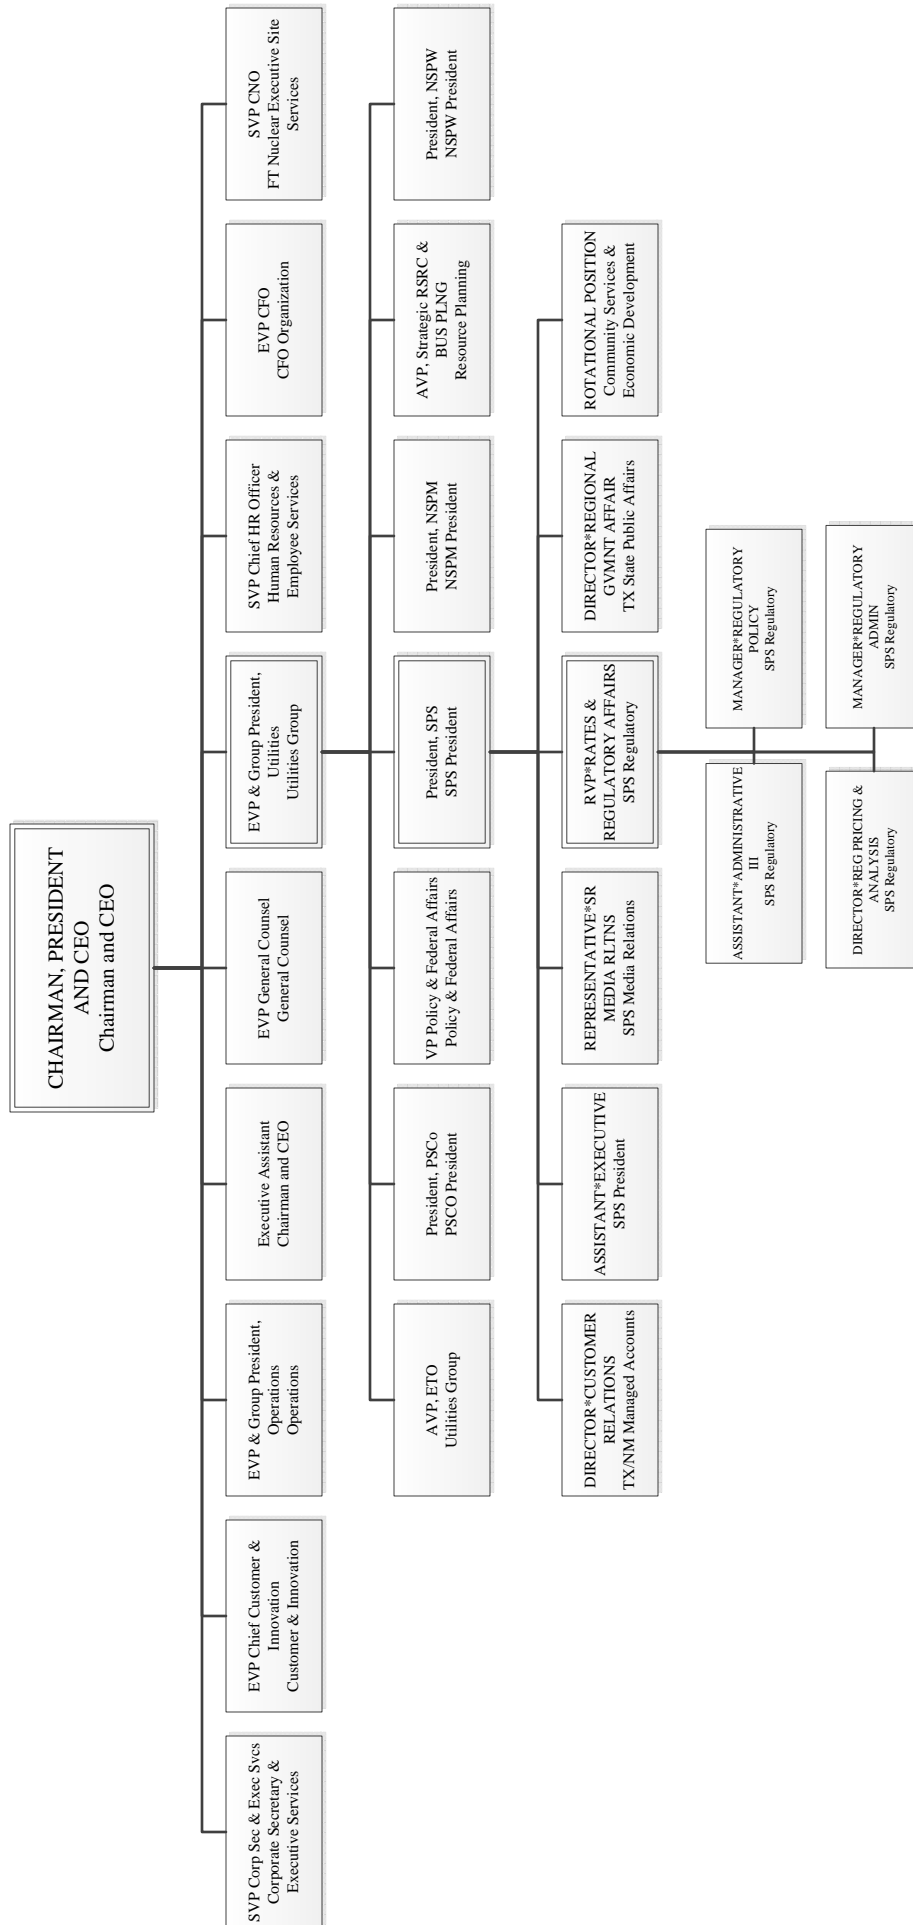 CHAIRMAN, PRESIDENT
AND CEO
Chairman and CEO
SVP Corp Sec & Exec Svcs
Corporate Secretary &
Executive Services
EVP Chief Customer &
Innovation
Customer & Innovation
EVP & Group President,
Operations
Operations
Executive Assistant
Chairman and CEO
EVP General Counsel
General Counsel
EVP & Group President,
Utilities
Utilities Group
SVP Chief HR Officer
Human Resources &
Employee Services
EVP CFO
CFO Organization
SVP CNO
FT Nuclear Executive Site
Services
AVP, ETO
Utilities Group
President, PSCo
PSCO President
VP Policy & Federal Affairs
Policy & Federal Affairs
President, SPS
SPS President
President, NSPM
NSPM President
AVP, Strategic RSRC &
BUS PLNG
Resource Planning
President, NSPW
NSPW President
DIRECTOR*CUSTOMER
RELATIONS
TX/NM Managed Accounts
ASSISTANT*EXECUTIVE
SPS President
REPRESENTATIVE*SR
MEDIA RLTNS
SPS Media Relations
RVP*RATES &
REGULATORY AFFAIRS
SPS Regulatory
DIRECTOR*REGIONAL
GVMNT AFFAIR
TX State Public Affairs
ROTATIONAL POSITION
Community Services &
Economic Development
ASSISTANT*ADMINISTRATIVE
III
SPS Regulatory
MANAGER*REGULATORY
POLICY
SPS Regulatory
DIRECTOR*REG PRICING &
ANALYSIS
SPS Regulatory
MANAGER*REGULATORY
ADMIN
SPS Regulatory